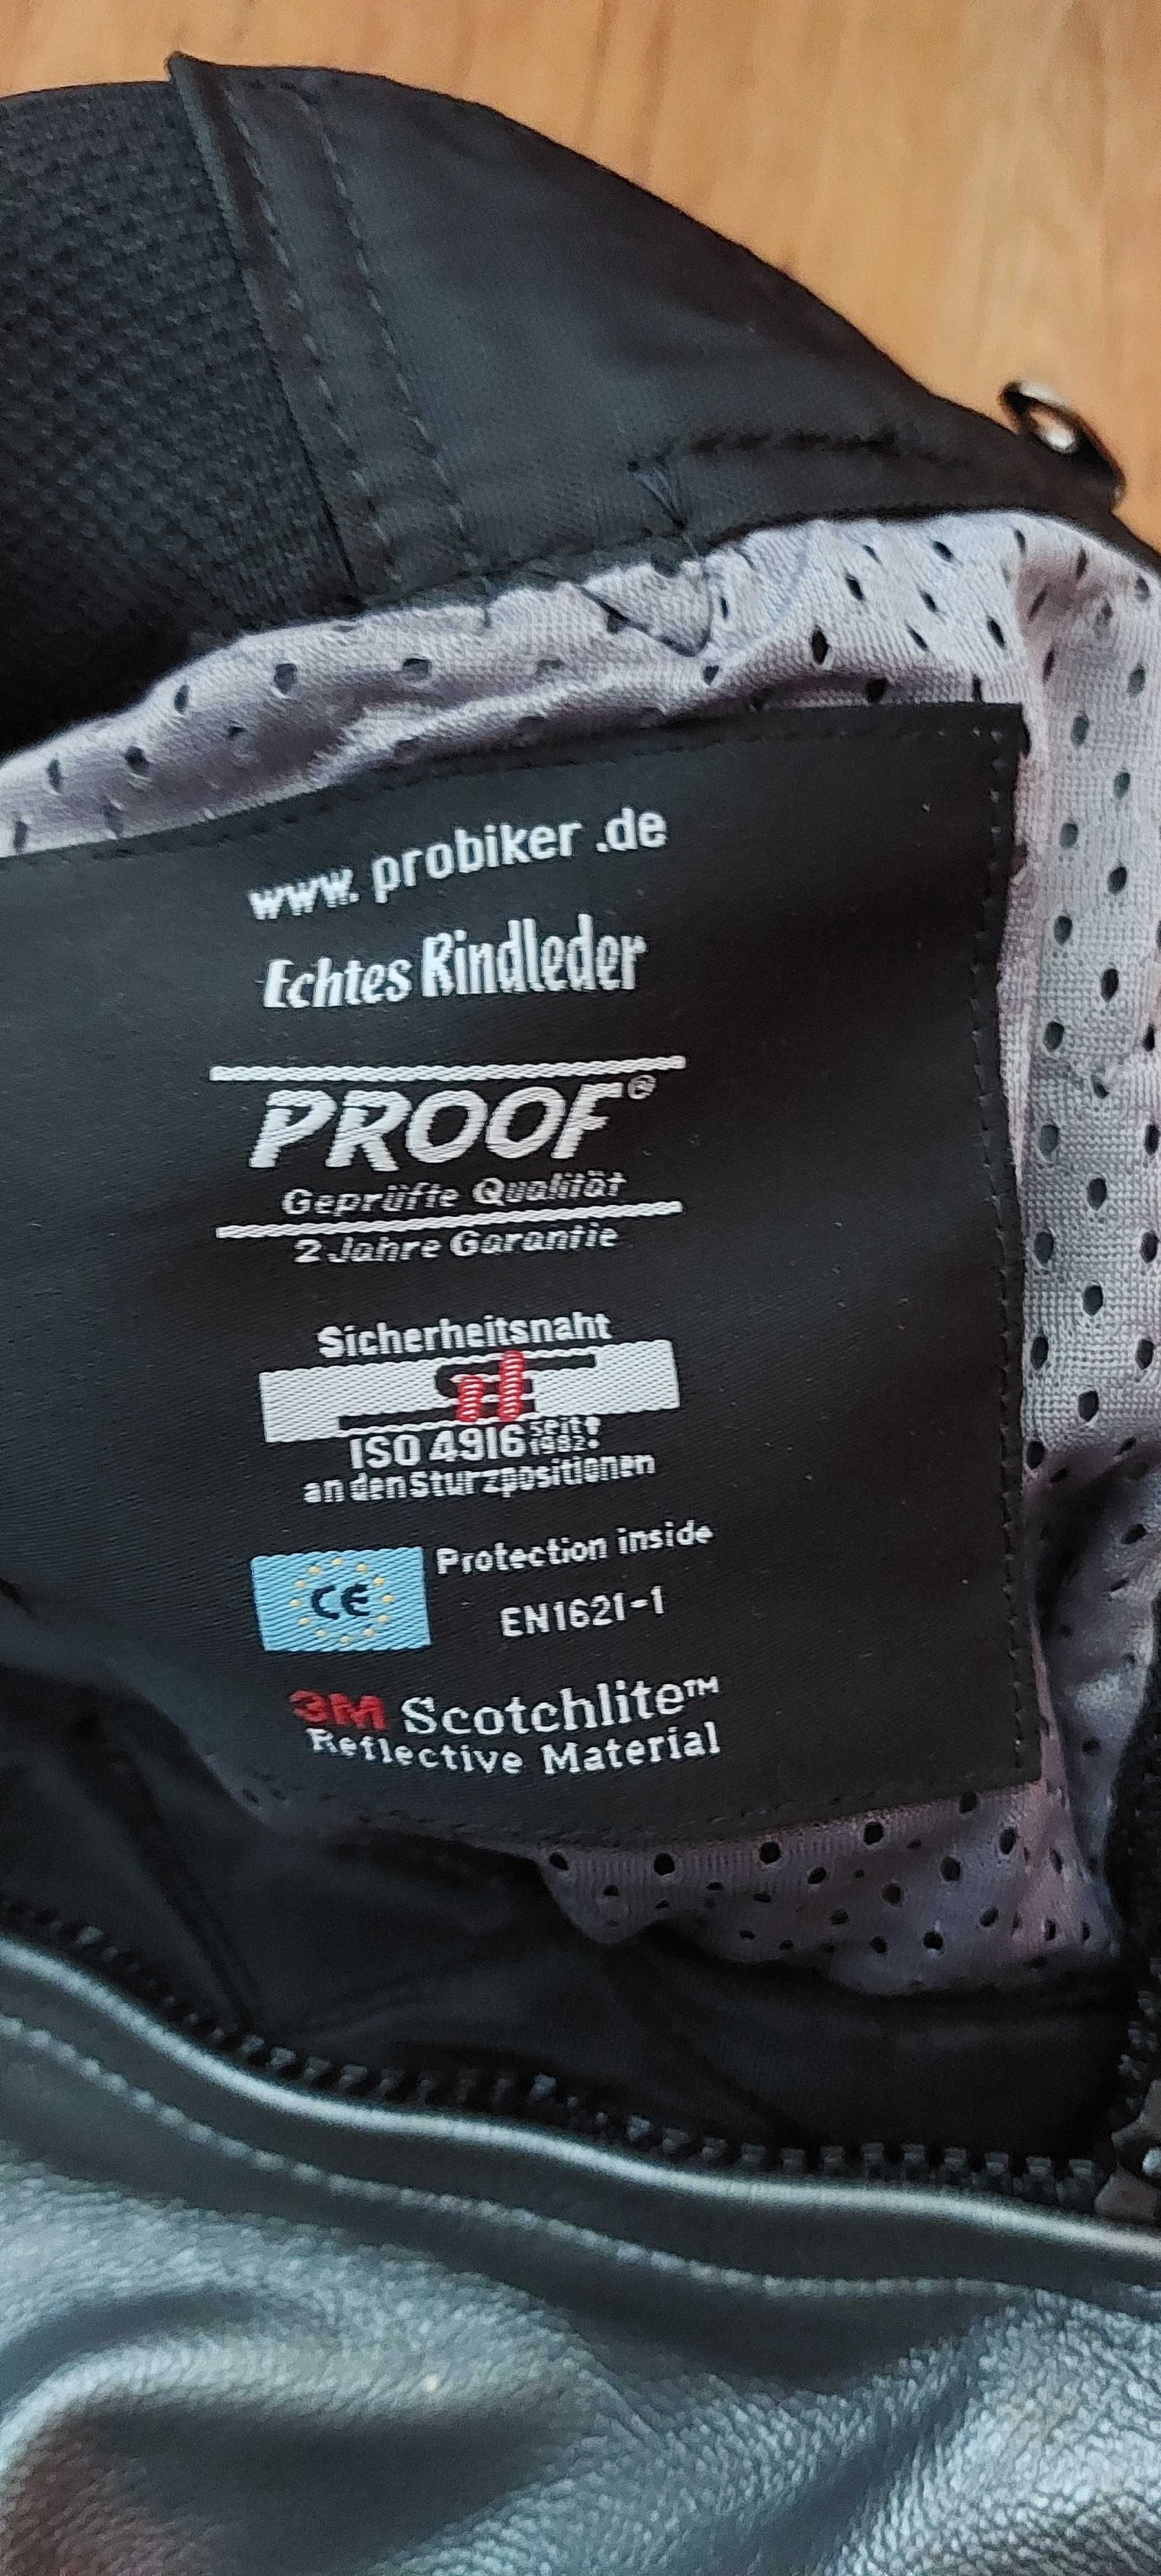 www.probiker.de
Echtes Rindleder
PROOF®
Geprüfte Qualität
2 Jahre Garantie
Sicherheitsnaht
ISO 4916 seit 1982!
an den Sturzpositionen
CE Protection inside
EN1621-1
3M Scotchlite™
Reflective Material